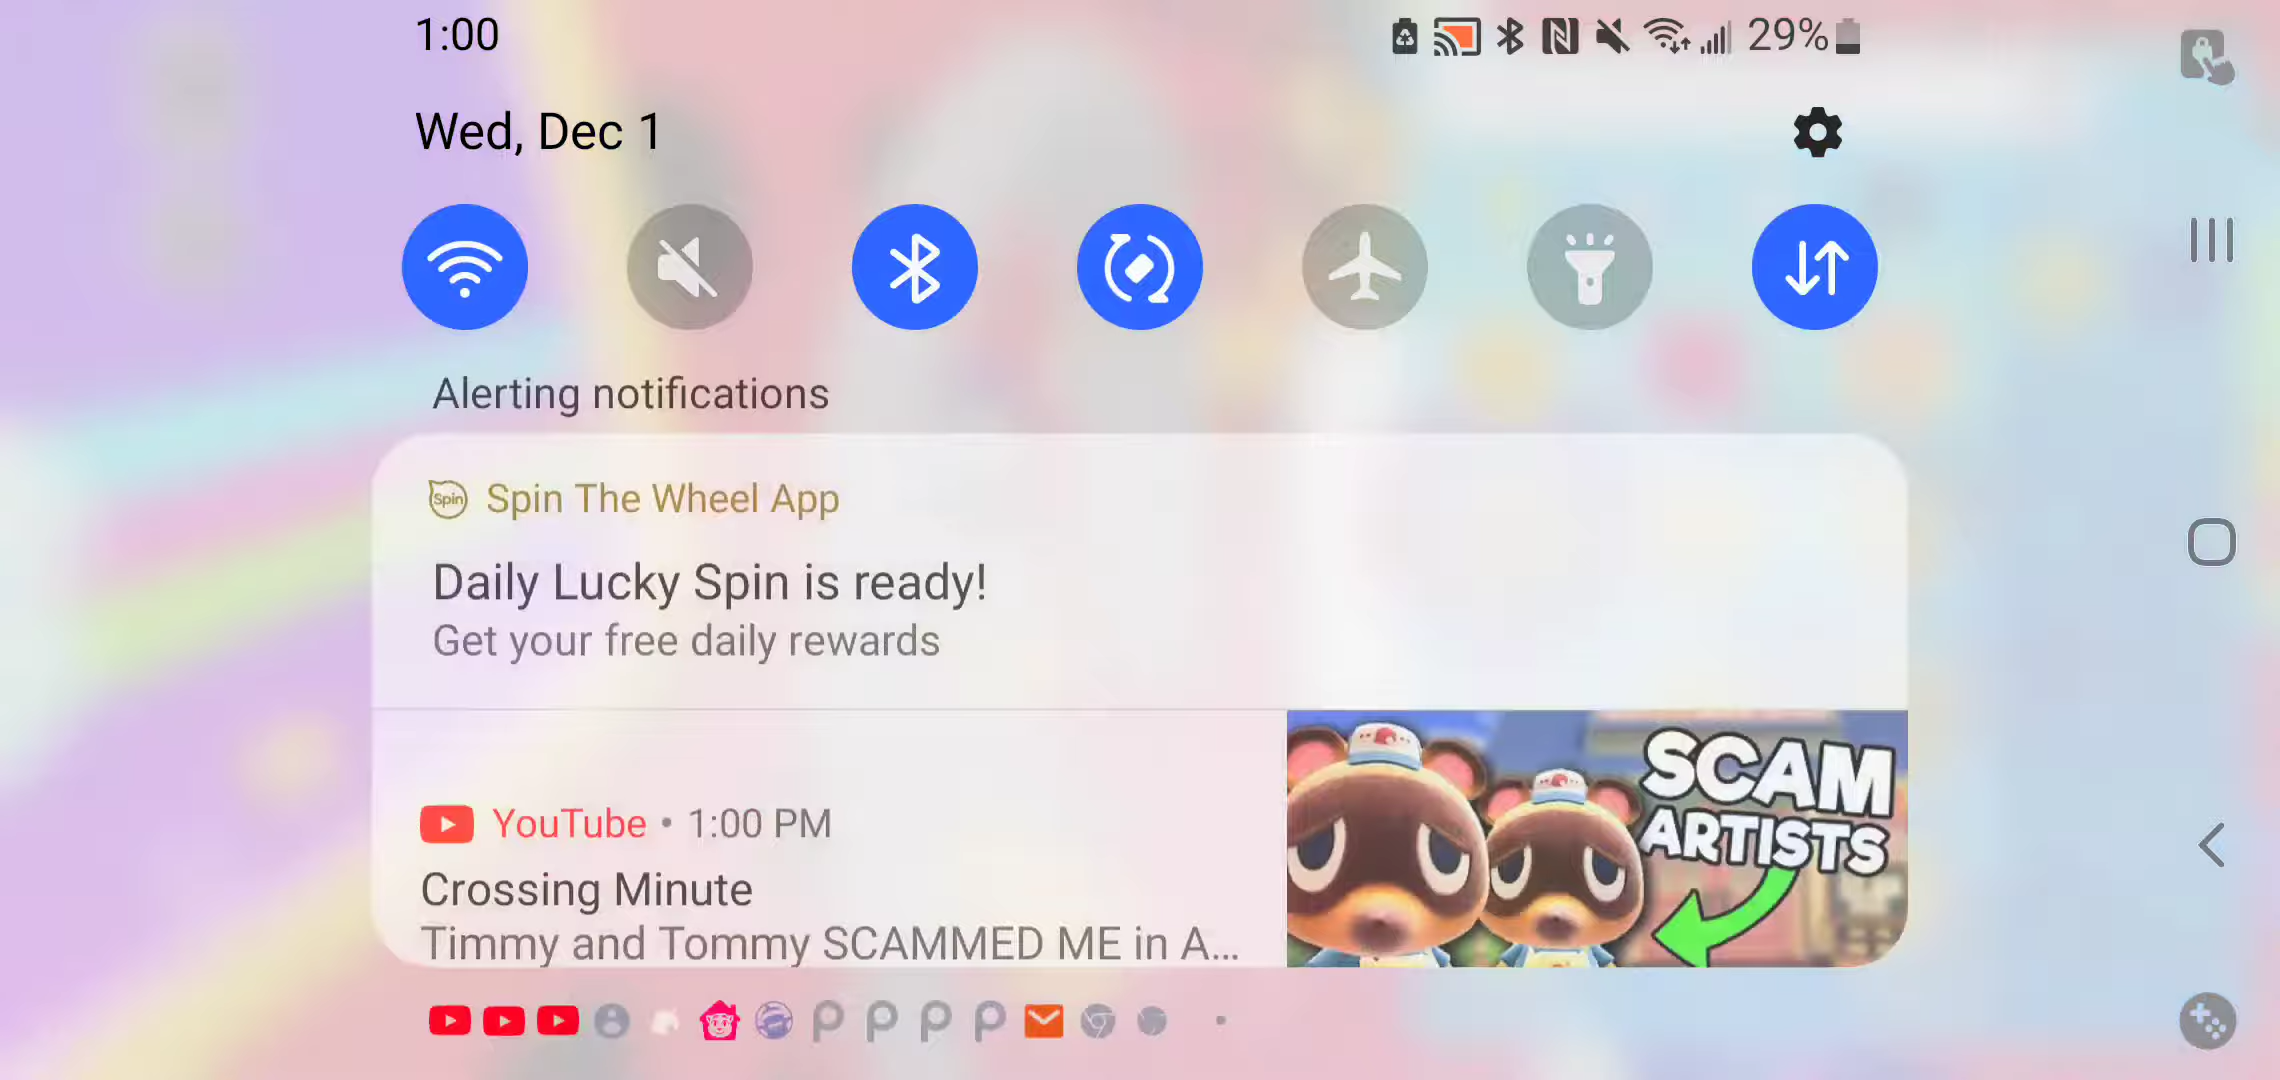 1:00
29%
Wed, Dec 1
Alerting notifications
Spin
Spin The Wheel App
Daily Lucky Spin is ready!
Get your free daily rewards
YouTube • 1:00 PM
Crossing Minute
Timmy and Tommy SCAMMED ME in A...
SCAM
ARTISTS